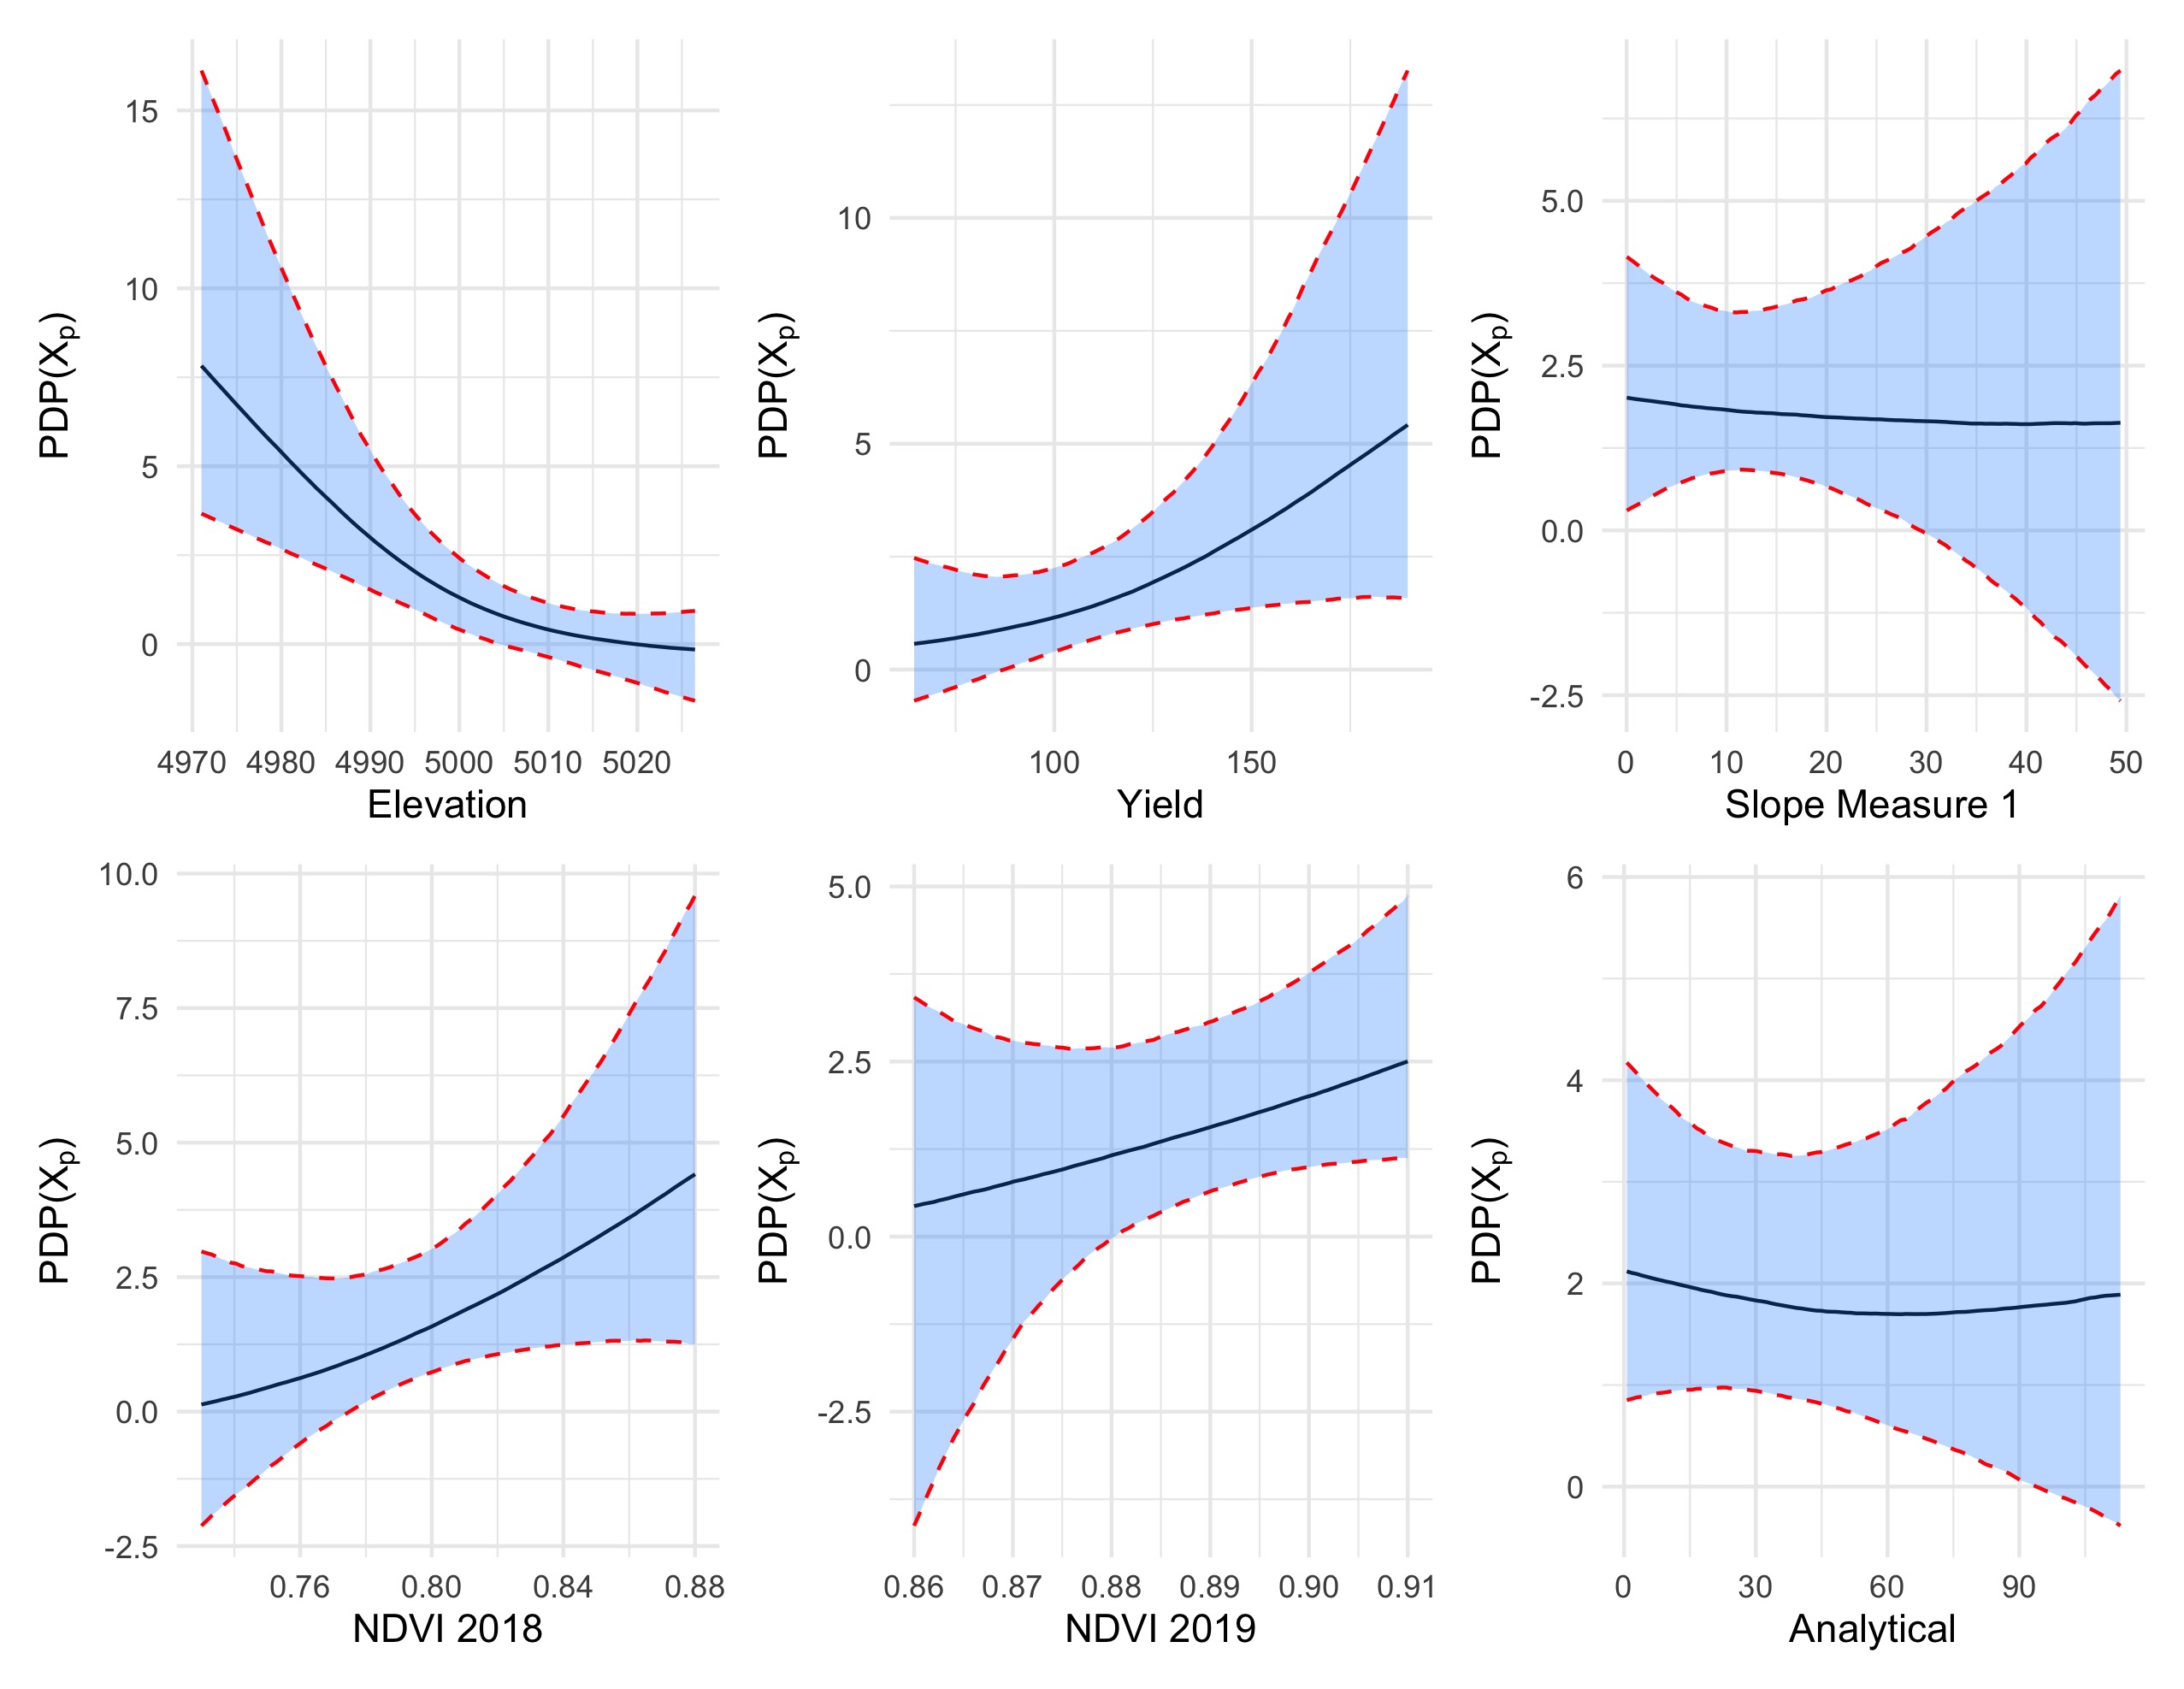 PDP(Xp)
15
10
5
0
4970 4980 4990 5000 5010 5020
Elevation
PDP(Xp)
10
5
0
100 150
Yield
PDP(Xp)
5.0
2.5
0.0
-2.5
0 10 20 30 40 50
Slope Measure 1
PDP(Xp)
10.0
7.5
5.0
2.5
0.0
-2.5
0.76 0.80 0.84 0.88
NDVI 2018
PDP(Xp)
5.0
2.5
0.0
-2.5
0.86 0.87 0.88 0.89 0.90 0.91
NDVI 2019
PDP(Xp)
6
4
2
0
0 30 60 90
Analytical